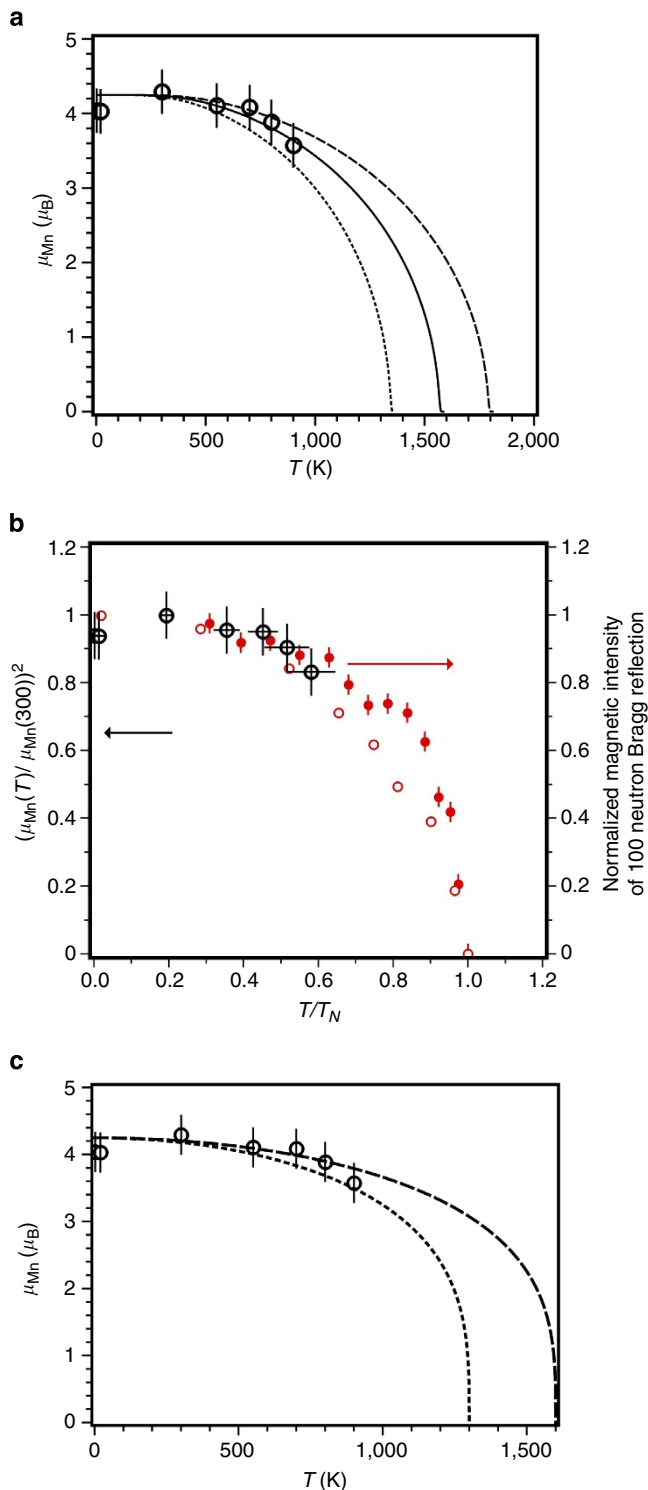 a
5
4
3
2
1
0
μMn (μB)
0 500 1,000 1,500 2,000
T (K)
b
1.2 1.2
1 1
0.8 0.8
0.6 0.6
0.4 0.4
0.2 0.2
0 0
(μMn(T)/ μMn(300))²
Normalized magnetic intensity
of 100 neutron Bragg reflection
0.0 0.2 0.4 0.6 0.8 1.0 1.2
T/TN
c
5
4
3
2
1
0
μMn (μB)
0 500 1,000 1,500
T (K)